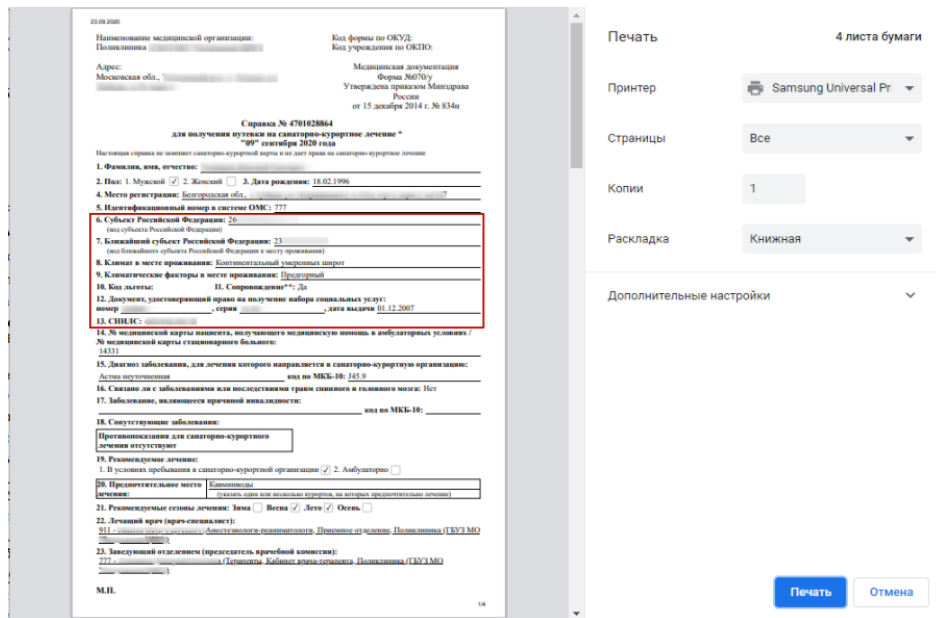 23.09.2020
Наименование медицинской организации:
Поликлиника
Код формы по ОКУД:
Код учреждения по ОКПО:
Адрес:
Московская обл.,
Медицинская документация
Форма №070/у
Утверждена приказом Минздрава
России
от 15 декабря 2014 г. № 834н
Справка № 4701028864
для получения путевки на санаторно-курортное лечение *
"09" сентября 2020 года
Настоящая справка не заменяет санаторно-курортной карты и не дает права на санаторно-курортное лечение
1. Фамилия, имя, отчество:
2. Пол: 1. Мужской ✓ 2. Женский 3. Дата рождения: 18.02.1996
4. Место регистрации: Белгородская обл., 7
5. Идентификационный номер в системе ОМС: 777
6. Субъект Российской Федерации: 26
(код субъекта Российской Федерации)
7. Ближайший субъект Российской Федерации: 23
(код ближайшего субъекта Российской Федерации к месту проживания)
8. Климат в месте проживания: Континентальный умеренных широт
9. Климатические факторы в месте проживания: Предгорный
10. Код льготы: 11. Сопровождение**: Да
12. Документ, удостоверяющий право на получение набора социальных услуг:
номер , серия , дата выдачи 01.12.2007
13. СНИЛС:
14. № медицинской карты пациента, получающего медицинскую помощь в амбулаторных условиях /
№ медицинской карты стационарного больного:
14331
15. Диагноз заболевания, для лечения которого направляется в санаторно-курортную организацию:
Астма неуточненная код по МКБ-10: J45.9
16. Связано ли с заболеваниями или последствиями травм спинного и головного мозга: Нет
17. Заболевание, являющееся причиной инвалидности:
код по МКБ-10:
18. Сопутствующие заболевания:
Противопоказания для санаторно-курортного
лечения отсутствуют
19. Рекомендуемое лечение:
1. В условиях пребывания в санаторно-курортной организации ✓ 2. Амбулаторно
20. Предпочтительное место Кавминводы
лечения: (указать один или несколько курортов, на которых предпочтительно лечение)
21. Рекомендуемые сезоны лечения: Зима Весна ✓ Лето ✓ Осень
22. Лечащий врач (врач-специалист):
911 - (Анестезиологи-реаниматологи, Приемное отделение, Поликлиника (ГБУЗ МО
23. Заведующий отделением (председатель врачебной комиссии):
777 - (Терапевты, Кабинет врача-терапевта, Поликлиника (ГБУЗ МО
М.П.
1/4
Печать 4 листа бумаги
Принтер Samsung Universal Pr
Страницы Все
Копии 1
Раскладка Книжная
Дополнительные настройки
Печать Отмена